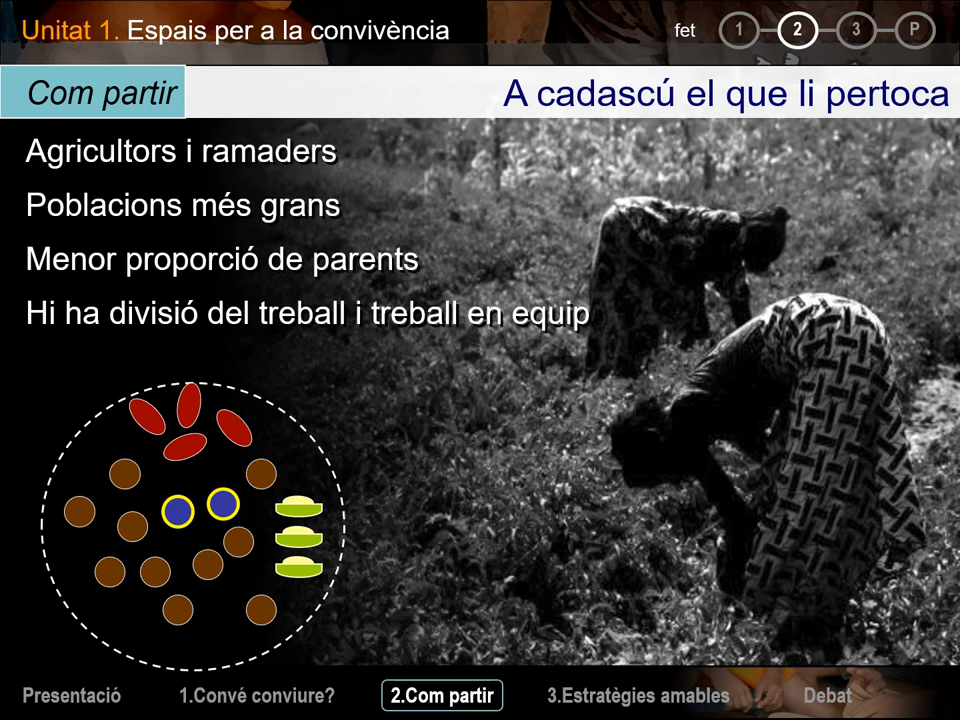 Unitat 1. Espais per a la convivència
fet
1 2 3 P
Com partir
A cadascú el que li pertoca
Agricultors i ramaders
Poblacions més grans
Menor proporció de parents
Hi ha divisió del treball i treball en equip
Presentació 1.Convé conviure? 2.Com partir 3.Estratègies amables Debat